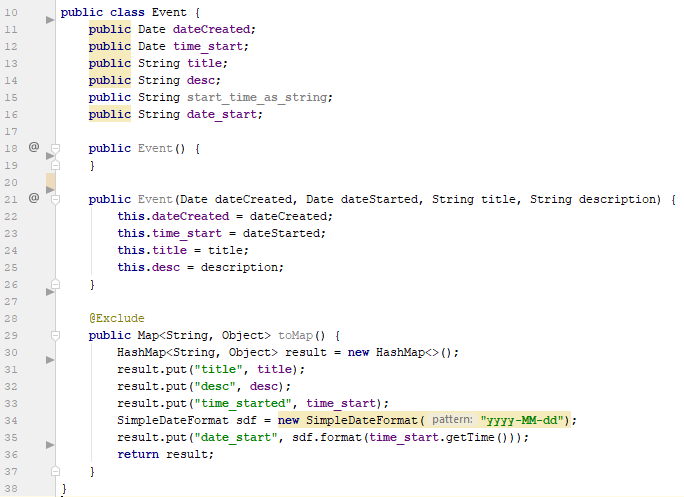 10 public class Event {
11     public Date dateCreated;
12     public Date time_start;
13     public String title;
14     public String desc;
15     public String start_time_as_string;
16     public String date_start;
17
18 @   public Event() {
19     }
20
21 @   public Event(Date dateCreated, Date dateStarted, String title, String description) {
22         this.dateCreated = dateCreated;
23         this.time_start = dateStarted;
24         this.title = title;
25         this.desc = description;
26     }
27
28     @Exclude
29     public Map<String, Object> toMap() {
30         HashMap<String, Object> result = new HashMap<>();
31         result.put("title", title);
32         result.put("desc", desc);
33         result.put("time_started", time_start);
34         SimpleDateFormat sdf = new SimpleDateFormat( pattern: "yyyy-MM-dd");
35         result.put("date_start", sdf.format(time_start.getTime()));
36         return result;
37     }
38 }